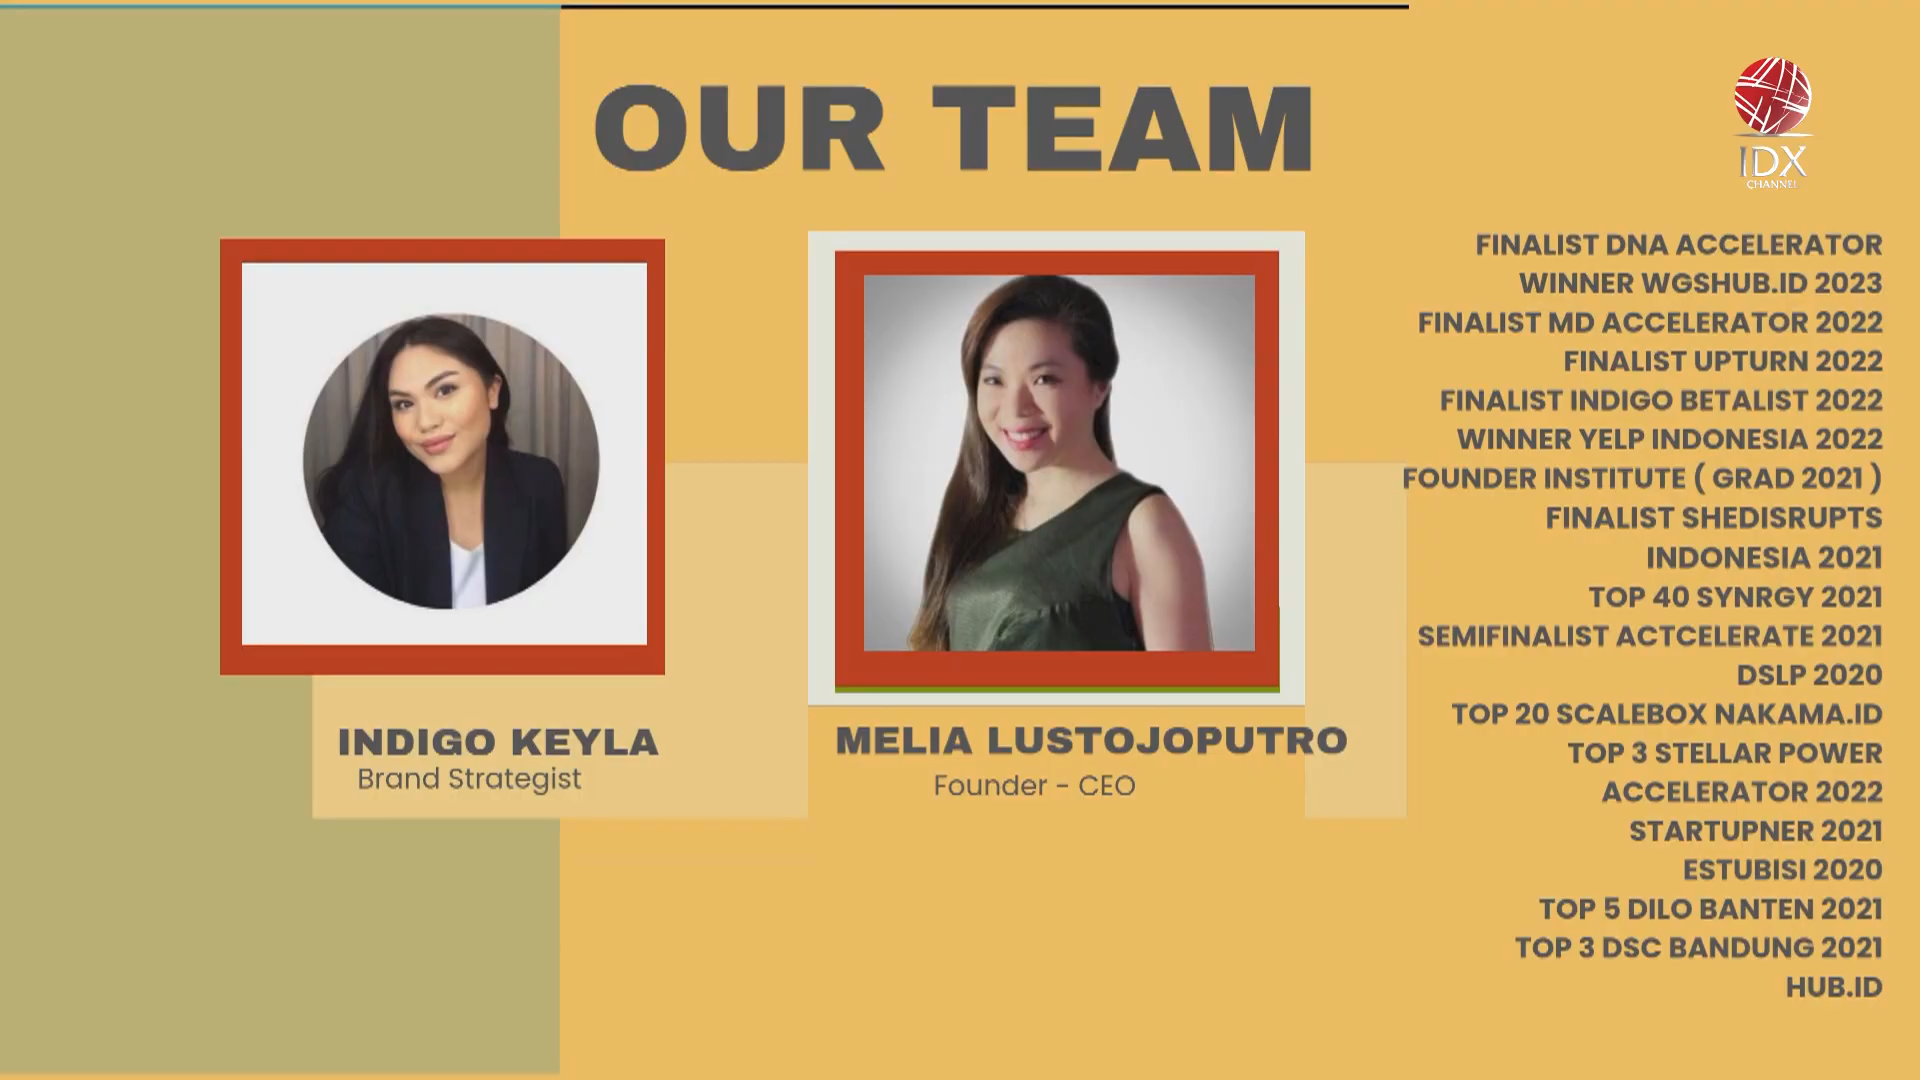 OUR TEAM
IDX
CHANNEL
INDIGO KEYLA
Brand Strategist
MELIA LUSTOJOPUTRO
Founder - CEO
FINALIST DNA ACCELERATOR
WINNER WGSHUB.ID 2023
FINALIST MD ACCELERATOR 2022
FINALIST UPTURN 2022
FINALIST INDIGO BETALIST 2022
WINNER YELP INDONESIA 2022
FOUNDER INSTITUTE ( GRAD 2021 )
FINALIST SHEDISRUPTS
INDONESIA 2021
TOP 40 SYNRGY 2021
SEMIFINALIST ACTCELERATE 2021
DSLP 2020
TOP 20 SCALEBOX NAKAMA.ID
TOP 3 STELLAR POWER
ACCELERATOR 2022
STARTUPNER 2021
ESTUBISI 2020
TOP 5 DILO BANTEN 2021
TOP 3 DSC BANDUNG 2021
HUB.ID